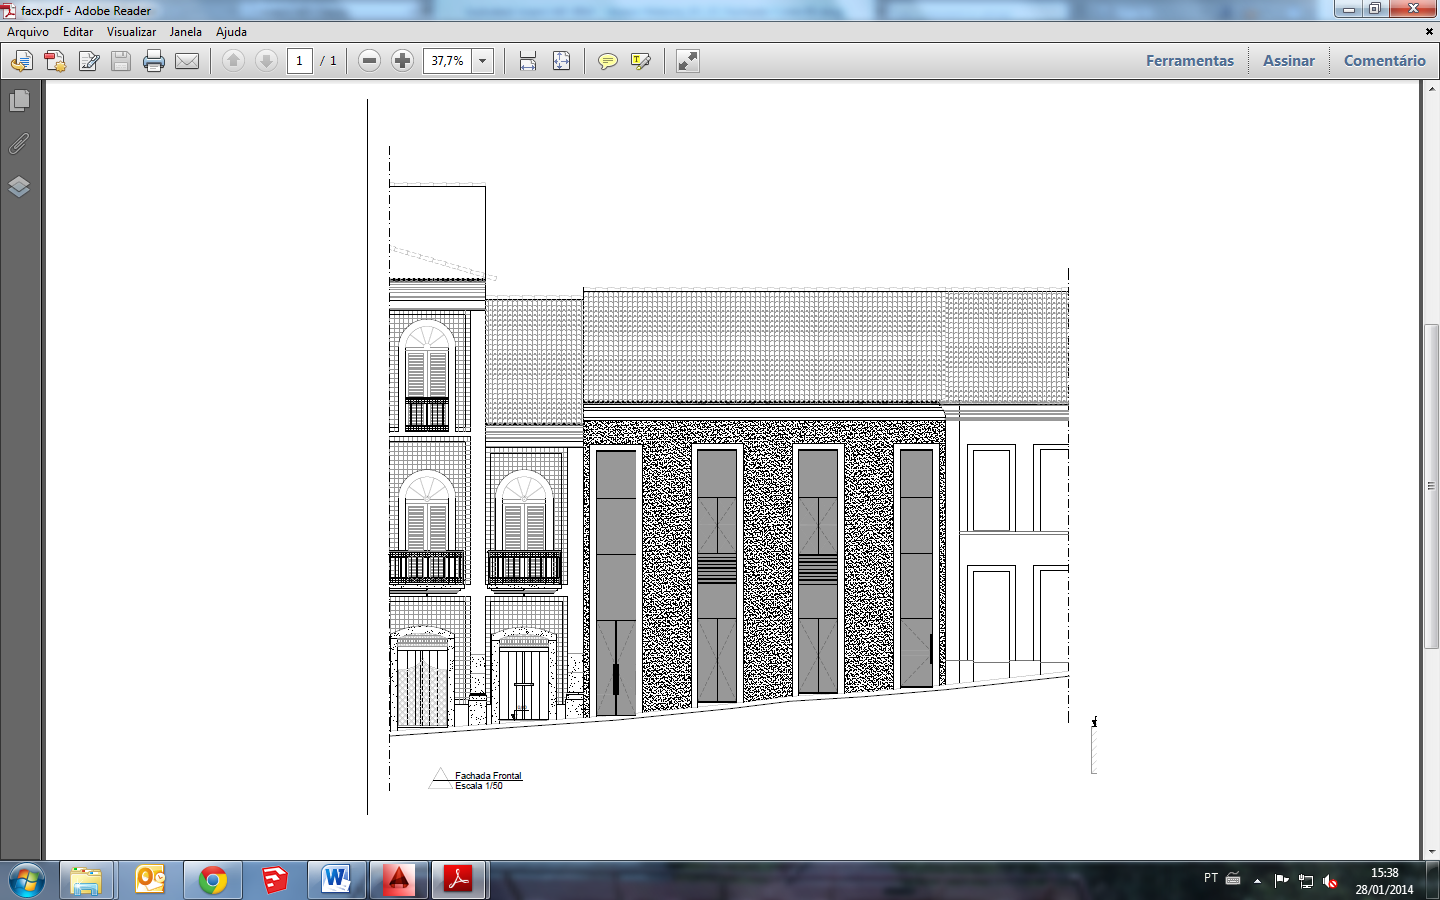 facx.pdf - Adobe Reader
Arquivo Editar Visualizar Janela Ajuda
1 / 1 37,7% Ferramentas Assinar Comentário
Fachada Frontal
Escala 1/50
PT 15:38
28/01/2014